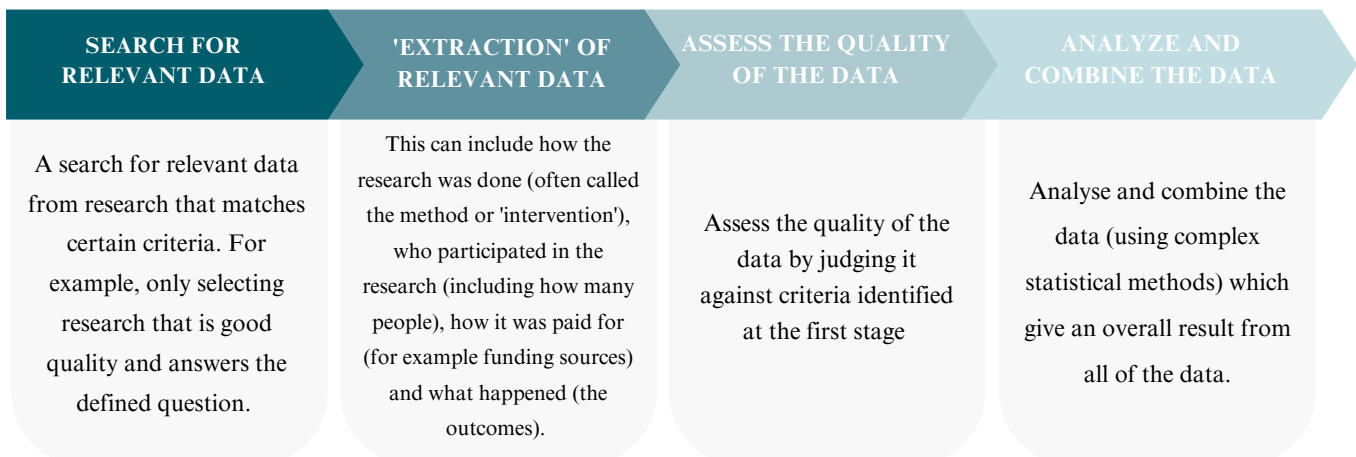 SEARCH FOR
RELEVANT DATA
'EXTRACTION' OF
RELEVANT DATA
ASSESS THE QUALITY
OF THE DATA
ANALYZE AND
COMBINE THE DATA
A search for relevant data
from research that matches
certain criteria. For
example, only selecting
research that is good
quality and answers the
defined question.
This can include how the
research was done (often called
the method or 'intervention'),
who participated in the
research (including how many
people), how it was paid for
(for example funding sources)
and what happened (the
outcomes).
Assess the quality of the
data by judging it
against criteria identified
at the first stage
Analyse and combine the
data (using complex
statistical methods) which
give an overall result from
all of the data.